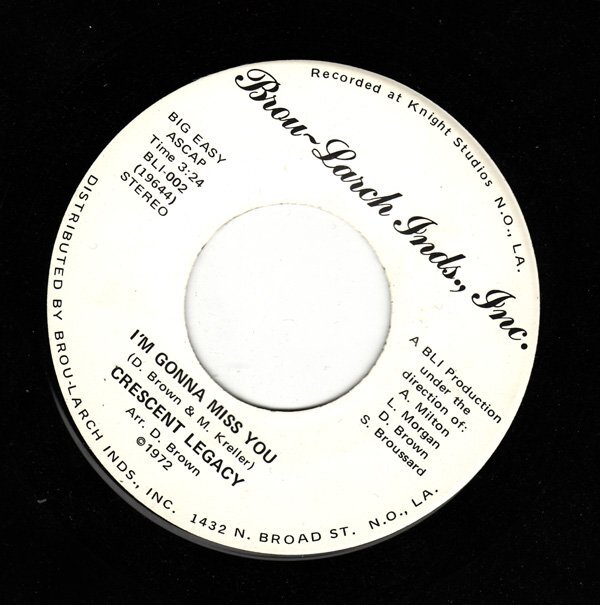 Brou~Larch Inds., Inc.
Recorded at Knight Studios N.O., LA.
BIG EASY
ASCAP
Time 3:24
BLI-002
(19644)
STEREO
A BLI Production
under the
direction of:
A. Milton
L. Morgan
D. Brown
S. Broussard
I'M GONNA MISS YOU
(D. Brown & M. Kreller)
CRESCENT LEGACY
Arr. D. Brown
©1972
DISTRIBUTED BY BROU-LARCH INDS., INC. 1432 N. BROAD ST. N.O., LA.